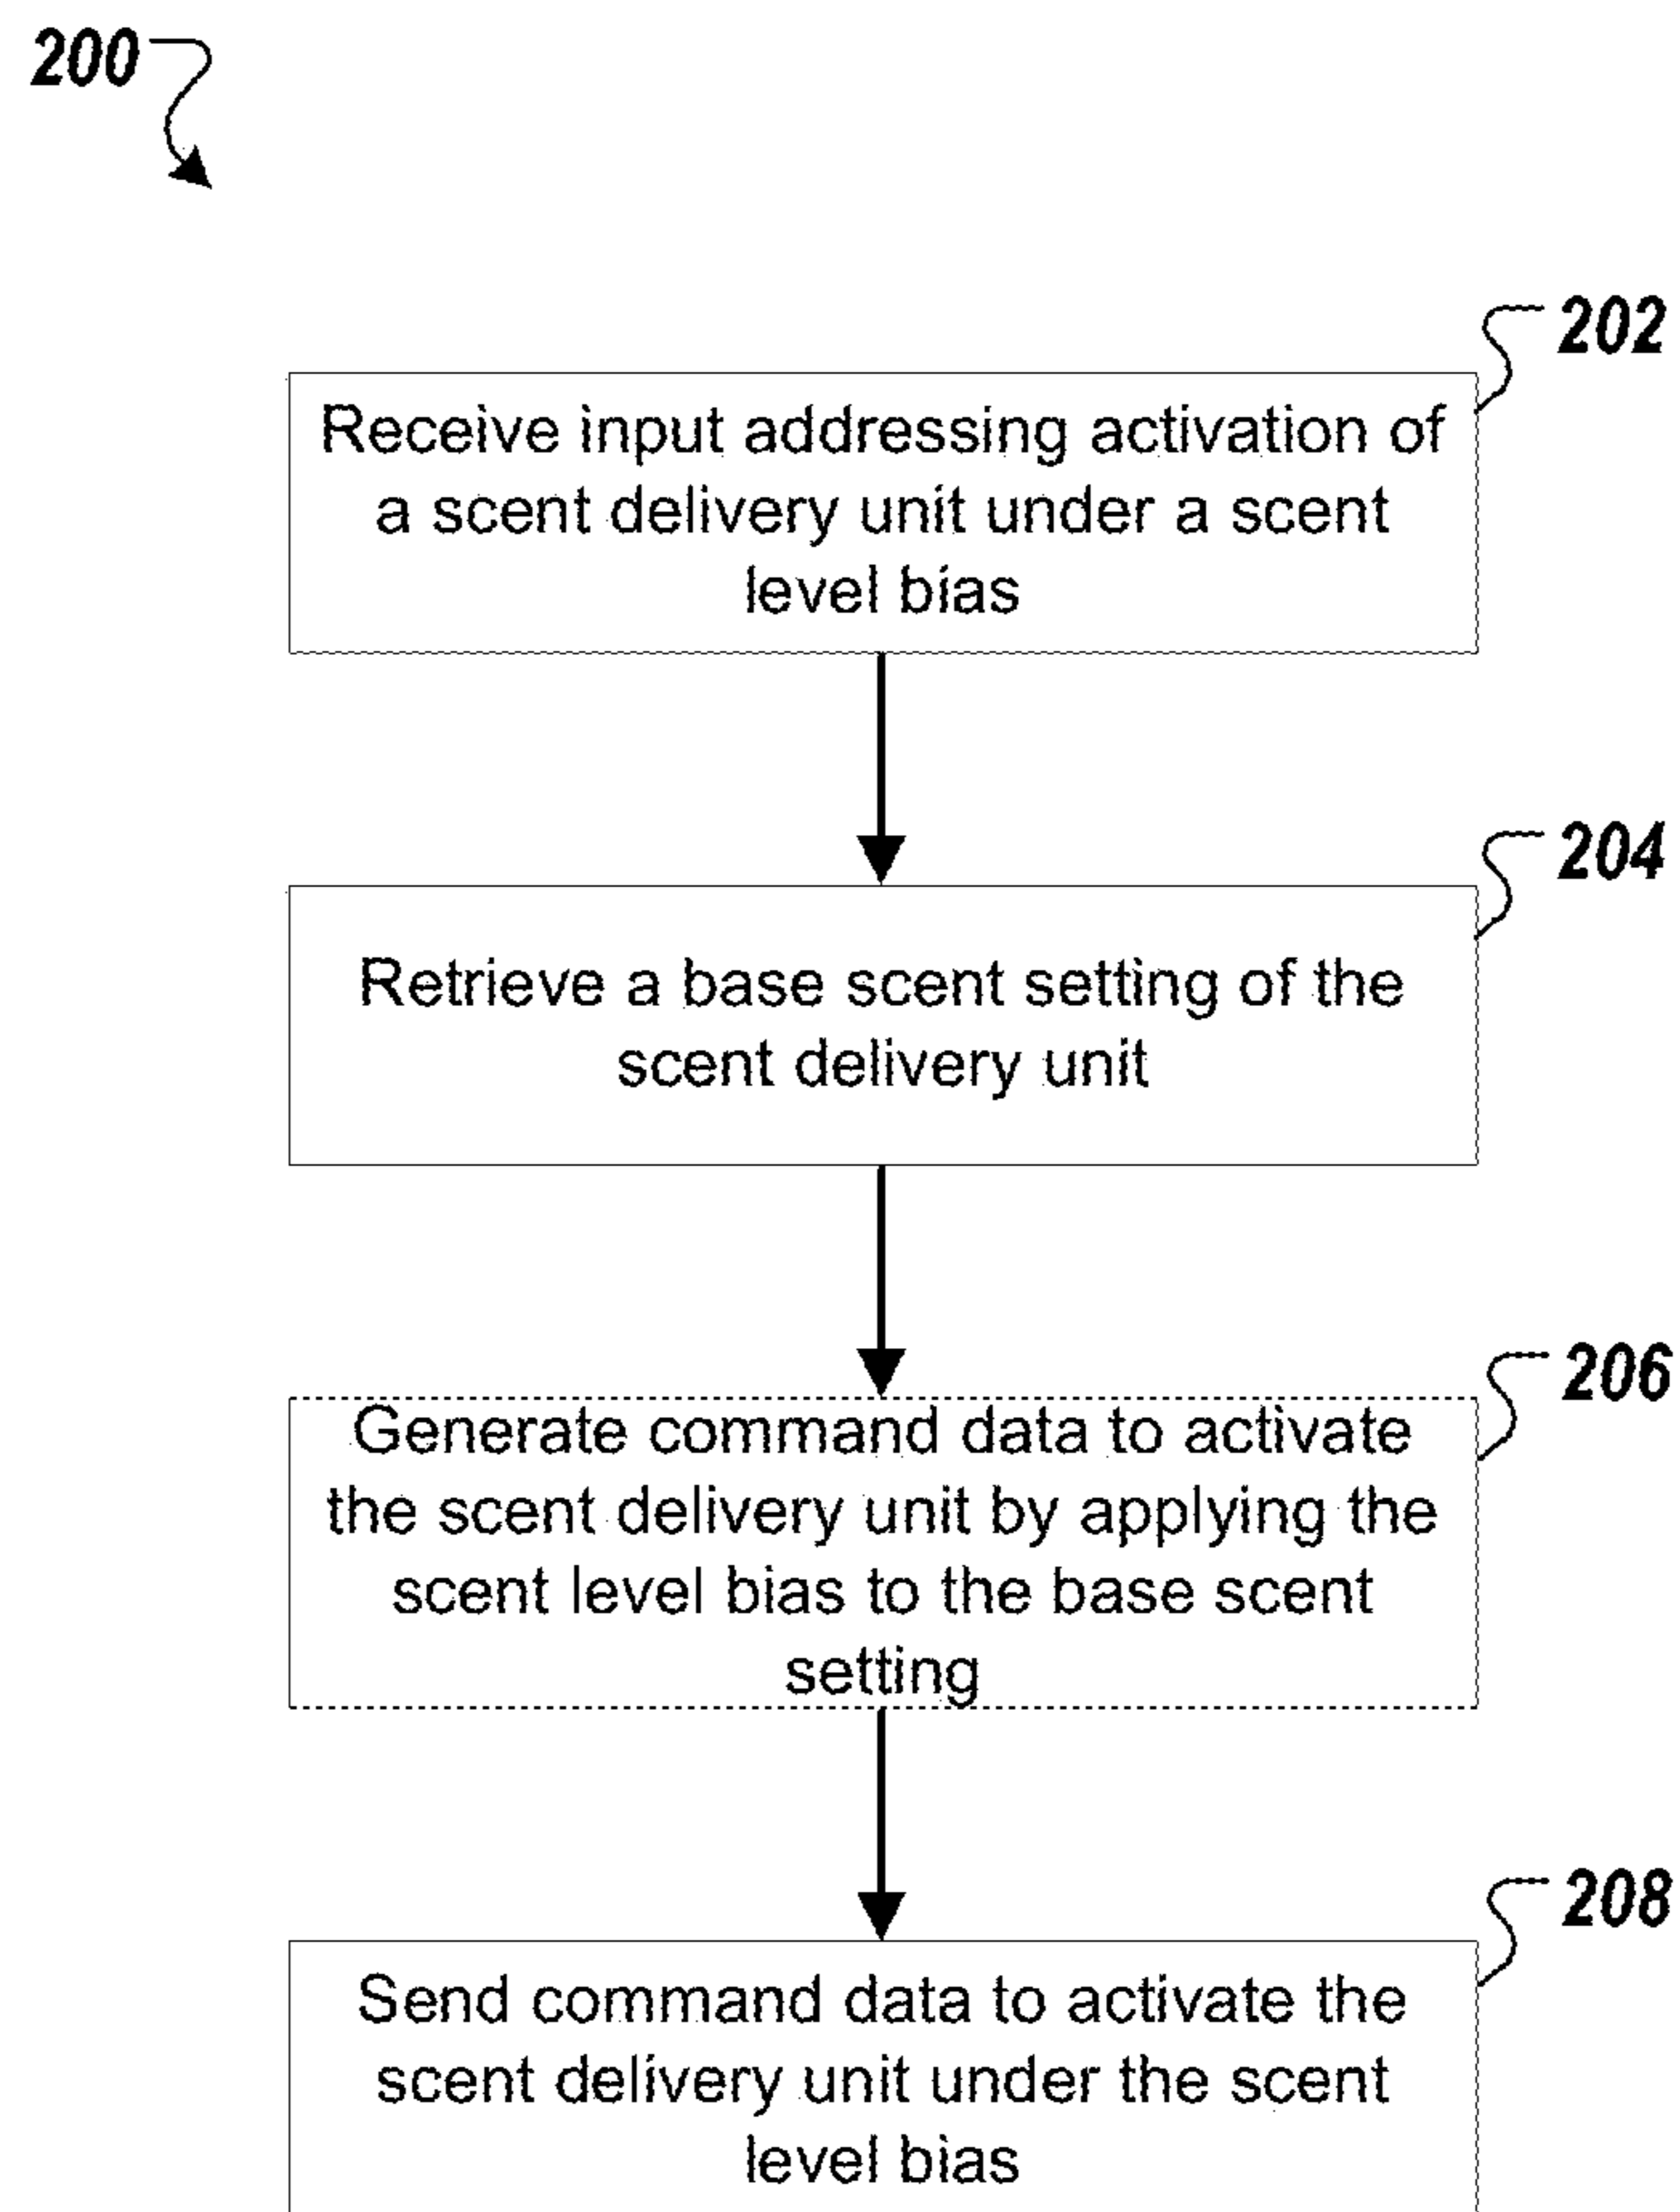 200
202
Receive input addressing activation of
a scent delivery unit under a scent
level bias
204
Retrieve a base scent setting of the
scent delivery unit
206
Generate command data to activate
the scent delivery unit by applying the
scent level bias to the base scent
setting
208
Send command data to activate the
scent delivery unit under the scent
level bias